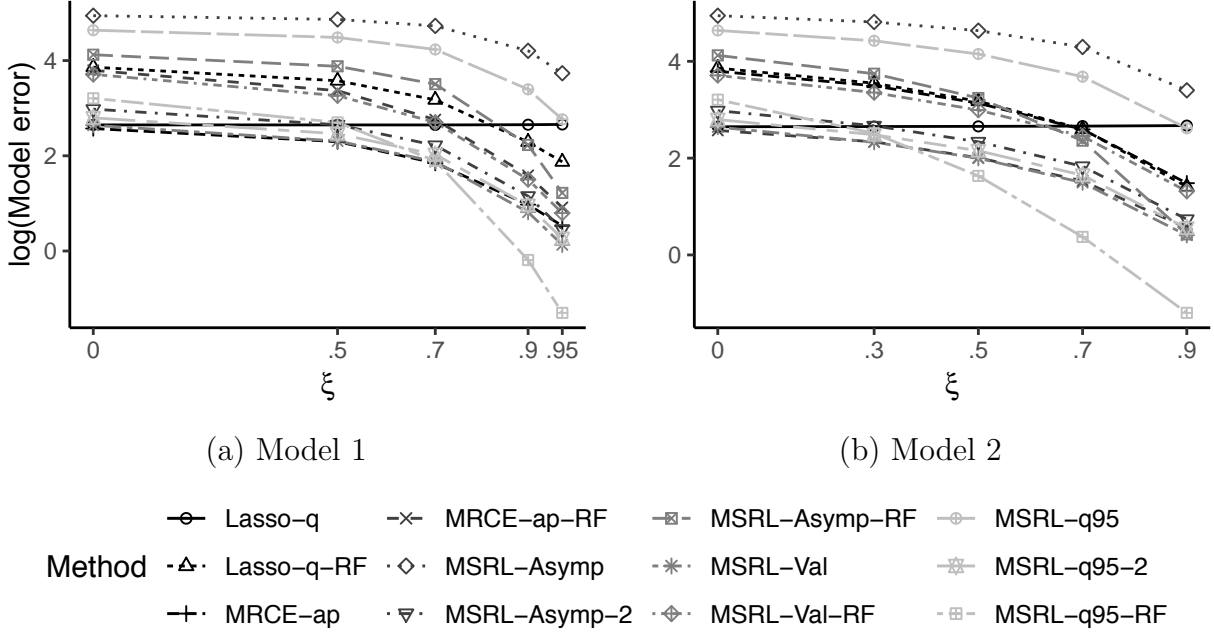 log(Model error)
4
2
0
0
.5
.7
.9
.95
ξ
4
2
0
0
.3
.5
.7
.9
ξ
(a) Model 1
(b) Model 2
Method
Lasso−q
MRCE−ap−RF
MSRL−Asymp−RF
MSRL−q95
Lasso−q−RF
MSRL−Asymp
MSRL−Val
MSRL−q95−2
MRCE−ap
MSRL−Asymp−2
MSRL−Val−RF
MSRL−q95−RF